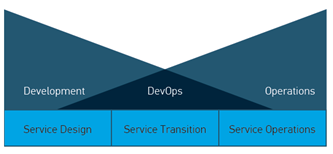 Development DevOps Operations
Service Design Service Transition Service Operations